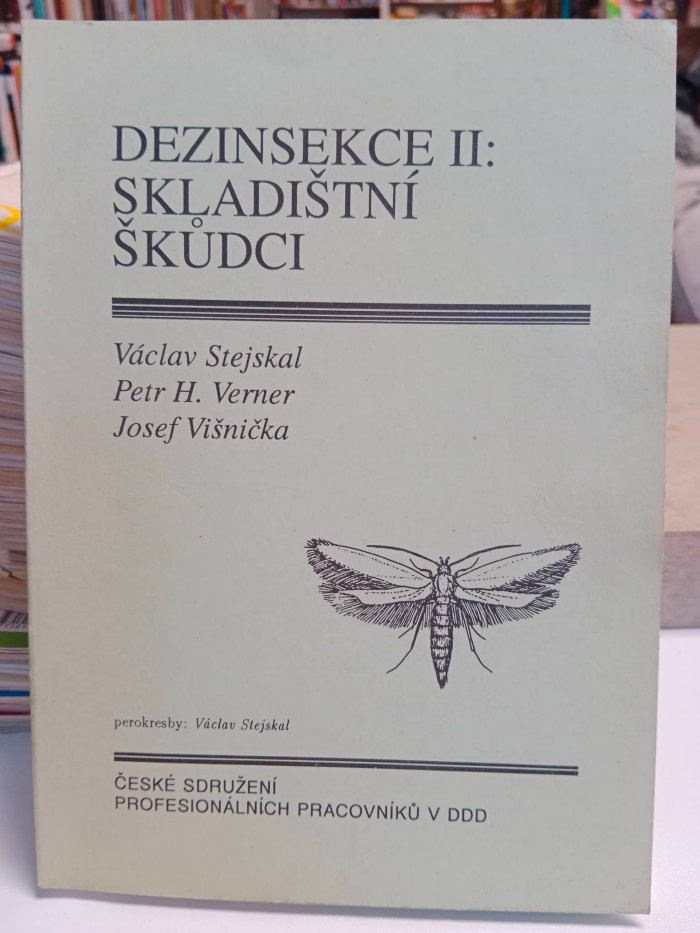 DEZINSEKCE II:
SKLADIŠTNÍ
ŠKŮDCI
Václav Stejskal
Petr H. Verner
Josef Višnička
perokresby: Václav Stejskal
ČESKÉ SDRUŽENÍ
PROFESIONÁLNÍCH PRACOVNÍKŮ V DDD